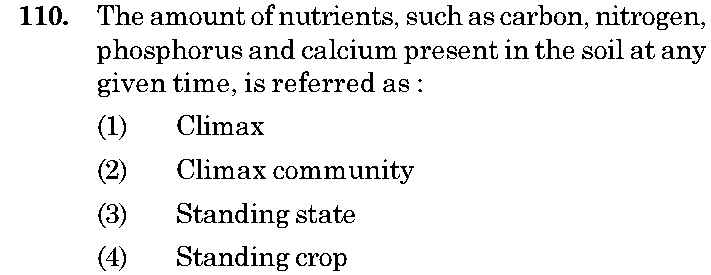 110. The amount of nutrients, such as carbon, nitrogen,
phosphorus and calcium present in the soil at any
given time, is referred as :
(1) Climax
(2) Climax community
(3) Standing state
(4) Standing crop